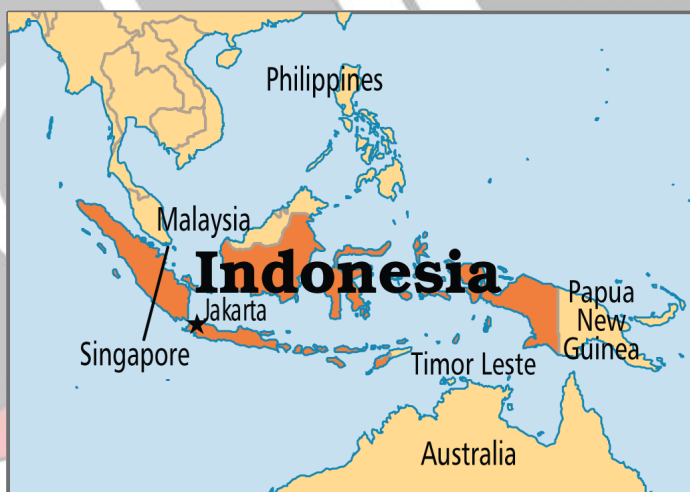 Philippines
Malaysia
Indonesia
Jakarta
Singapore
Papua
New
Guinea
Timor Leste
Australia